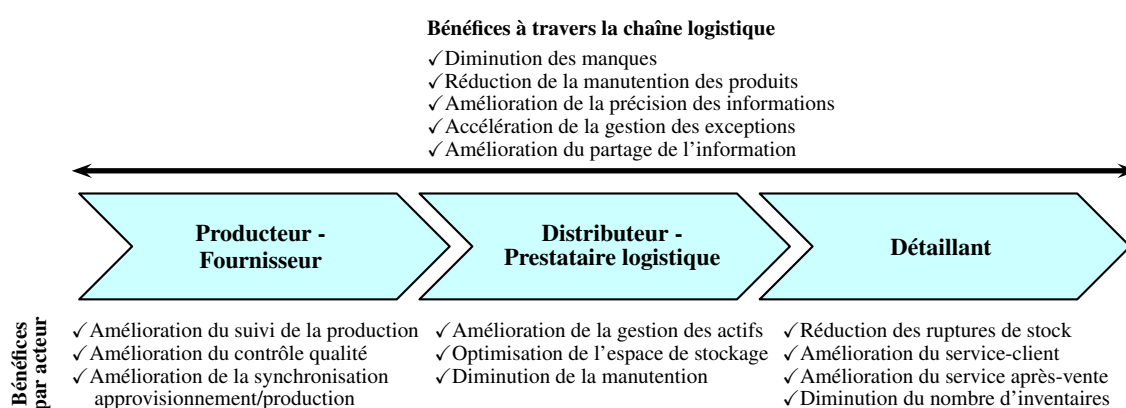 Bénéfices à travers la chaîne logistique
✓Diminution des manques
✓Réduction de la manutention des produits
✓Amélioration de la précision des informations
✓Accélération de la gestion des exceptions
✓Amélioration du partage de l'information
Producteur -
Fournisseur
Distributeur -
Prestataire logistique
Détaillant
Bénéfices
par acteur
✓Amélioration du suivi de la production
✓Amélioration du contrôle qualité
✓Amélioration de la synchronisation
approvisionnement/production
✓Amélioration de la gestion des actifs
✓Optimisation de l'espace de stockage
✓Diminution de la manutention
✓Réduction des ruptures de stock
✓Amélioration du service-client
✓Amélioration du service après-vente
✓Diminution du nombre d'inventaires